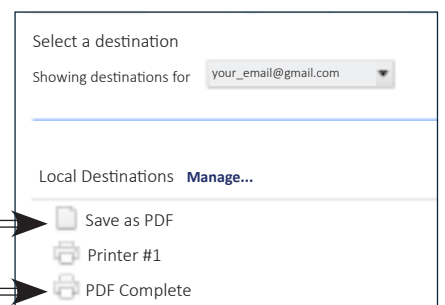 Select a destination
Showing destinations for your_email@gmail.com
Local Destinations Manage...
Save as PDF
Printer #1
PDF Complete